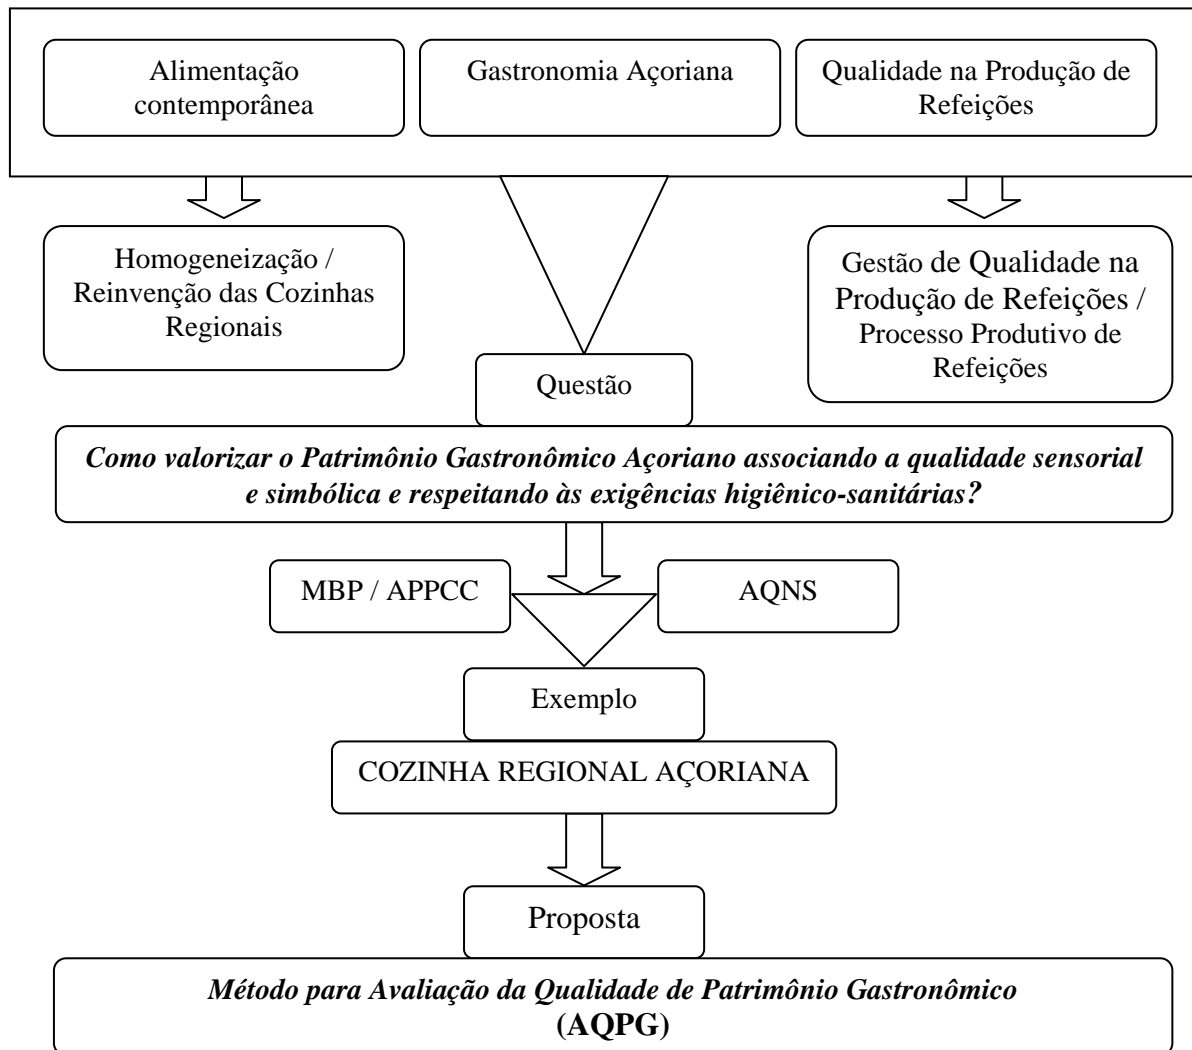 Alimentação
contemporânea
Gastronomia Açoriana
Qualidade na Produção de
Refeições
Homogeneização /
Reinvenção das Cozinhas
Regionais
Gestão de Qualidade na
Produção de Refeições /
Processo Produtivo de
Refeições
Questão
Como valorizar o Patrimônio Gastronômico Açoriano associando a qualidade sensorial
e simbólica e respeitando às exigências higiênico-sanitárias?
MBP / APPCC
AQNS
Exemplo
COZINHA REGIONAL AÇORIANA
Proposta
Método para Avaliação da Qualidade de Patrimônio Gastronômico
(AQPG)